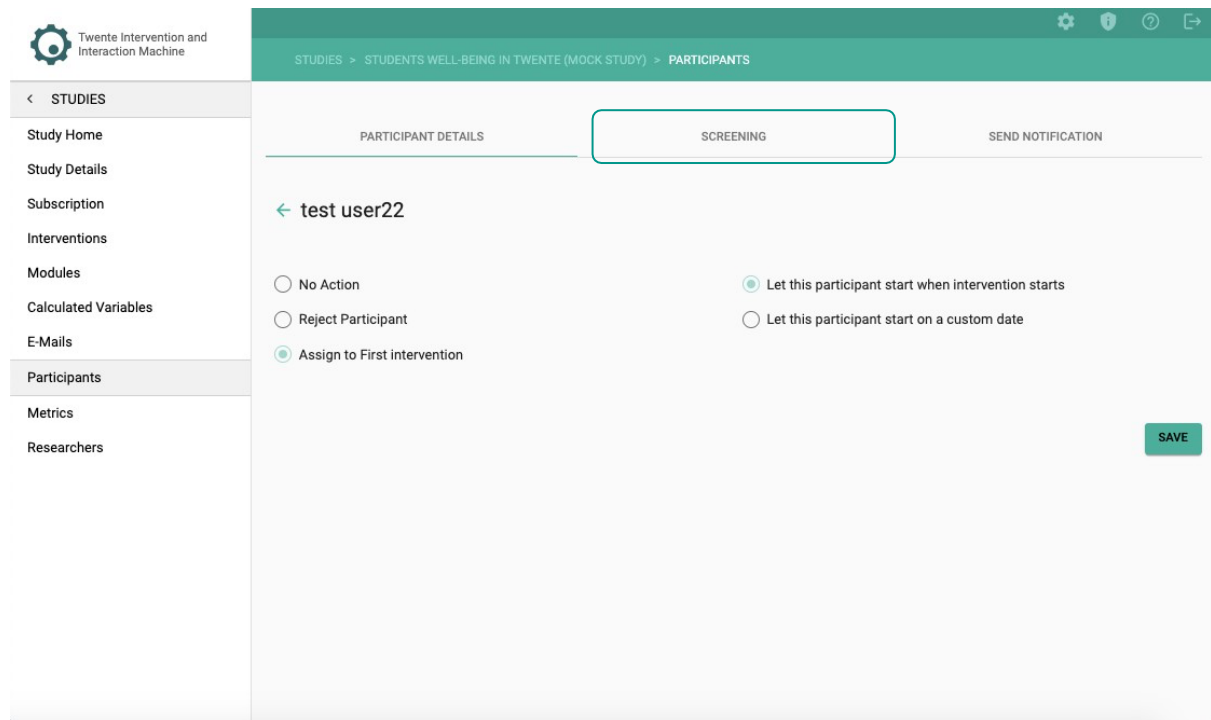 Twente Intervention and
Interaction Machine
STUDIES > STUDENTS WELL-BEING IN TWENTE (MOCK STUDY) > PARTICIPANTS
< STUDIES
Study Home
Study Details
Subscription
Interventions
Modules
Calculated Variables
E-Mails
Participants
Metrics
Researchers
PARTICIPANT DETAILS SCREENING SEND NOTIFICATION
← test user22
No Action
Reject Participant
Assign to First intervention
Let this participant start when intervention starts
Let this participant start on a custom date
SAVE